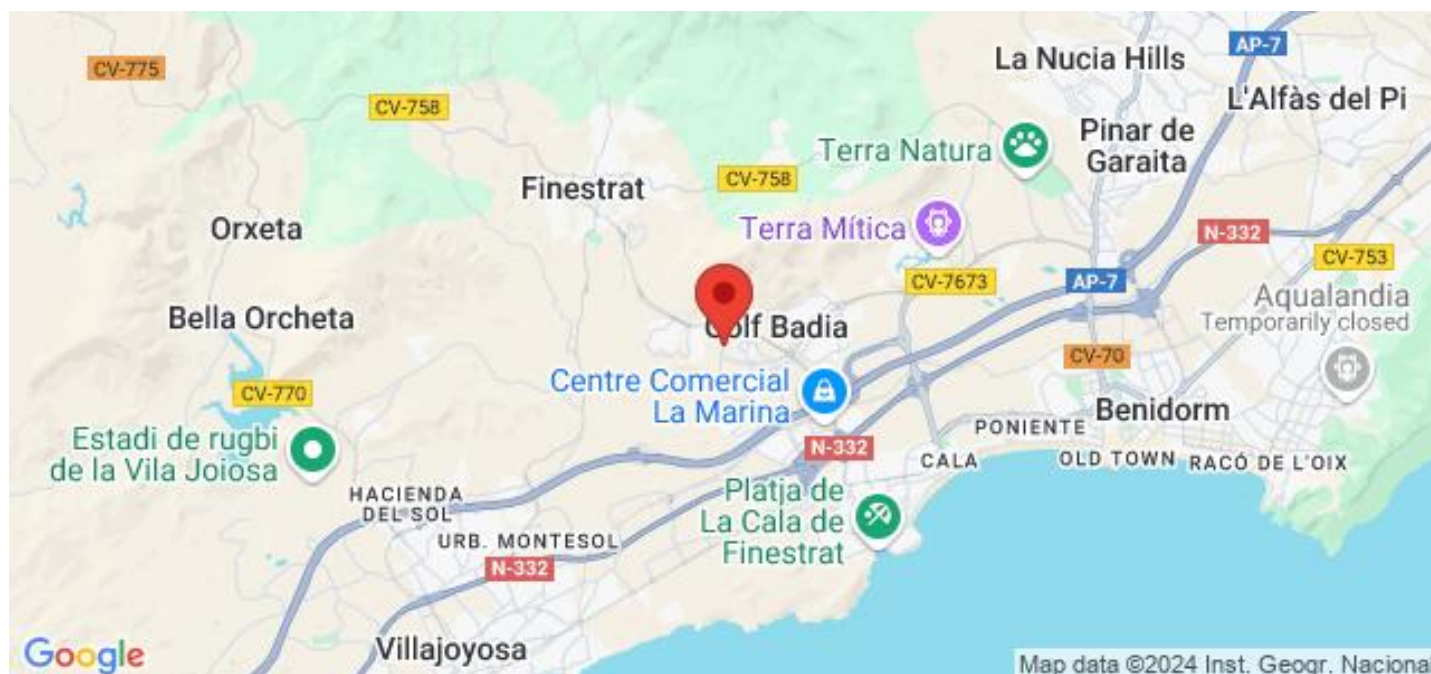 AP-7
La Nucia Hills
CV-775
L'Alfàs del Pi
CV-758
Pinar de
Garaita
Terra Natura
CV-758
Finestrat
Orxeta
Terra Mítica
N-332
CV-753
CV-7673
AP-7
Aqualandia
Temporarily closed
Bella Orcheta
Golf Badia
CV-70
Centre Comercial
La Marina
CV-770
Benidorm
PONIENTE
Estadi de rugbi
de la Vila Joiosa
N-332
CALA
OLD TOWN
RACÓ DE L'OIX
HACIENDA
DEL SOL
Platja de
La Cala de
Finestrat
URB. MONTESOL
N-332
Villajoyosa
Google
Map data ©2024 Inst. Geogr. Nacional